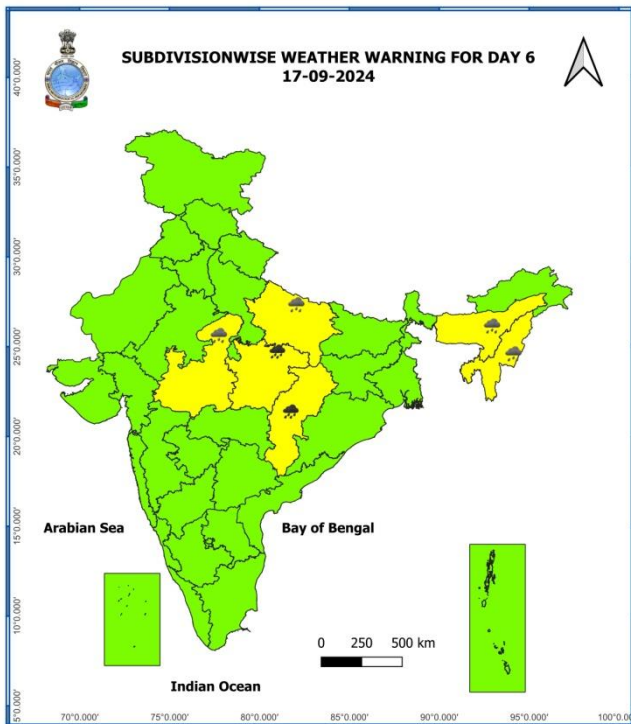 SUBDIVISIONWISE WEATHER WARNING FOR DAY 6
17-09-2024
40°0.000'
35°0.000'
30°0.000'
25°0.000'
20°0.000'
15°0.000'
10°0.000'
5°0.000'
Arabian Sea
Bay of Bengal
0 250 500 km
Indian Ocean
70°0.000' 75°0.000' 80°0.000' 85°0.000' 90°0.000' 95°0.000' 100°0.000'